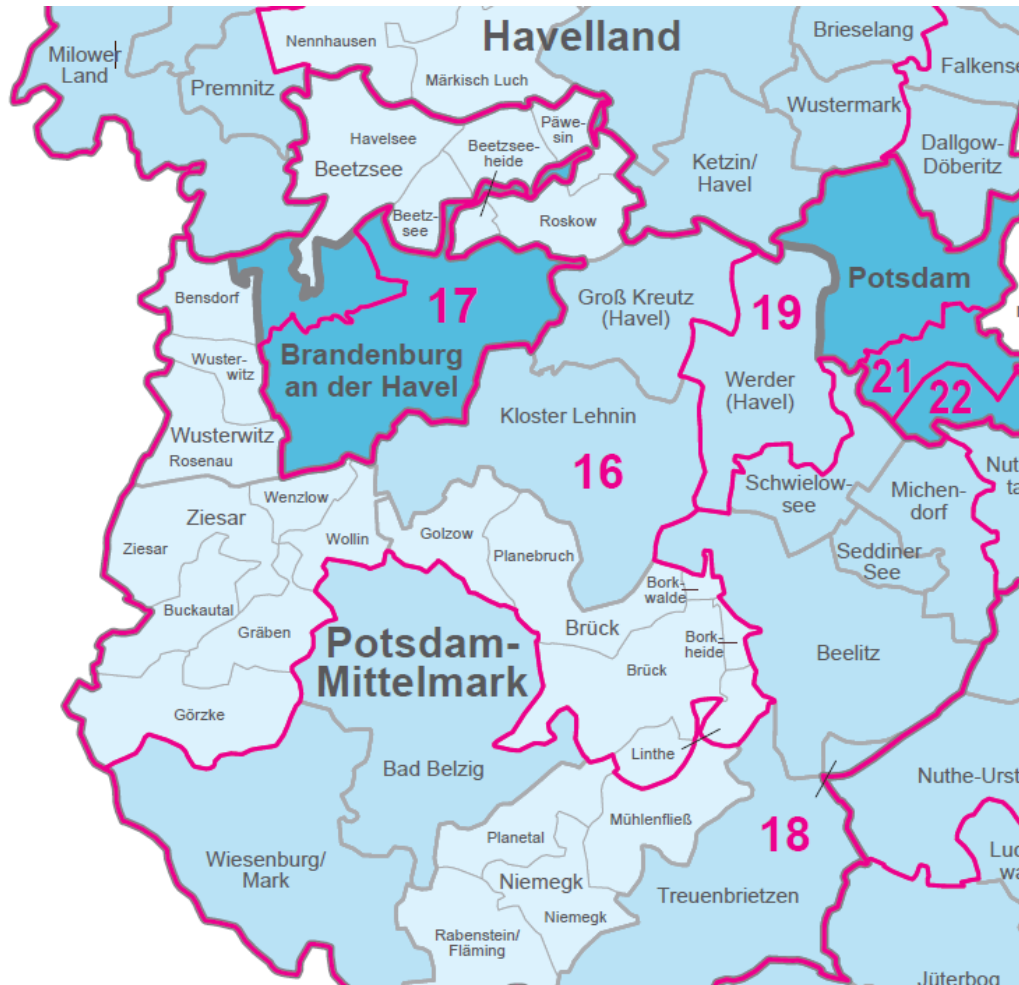 Havelland
Nennhausen
Brieselang
Milower
Land
Premnitz
Märkisch Luch
Wustermark
Päwe-
sin
Havelsee
Beetzsee-
heide
Beetzsee
Ketzin/
Havel
Dallgow-
Döberitz
Beetz-
see
Roskow
Potsdam
Bensdorf
17
Groß Kreutz
(Havel)
19
Wuster-
witz
Brandenburg
an der Havel
Werder
(Havel)
21
22
Kloster Lehnin
Wusterwitz
Rosenau
16
Schwielow-
see
Michen-
dorf
Wenzlow
Ziesar
Ziesar
Wollin
Golzow
Planebruch
Seddiner
See
Bork-
walde
Buckautal
Gräben
Brück
Bork-
heide
Potsdam-
Mittelmark
Brück
Beelitz
Görzke
Linthe
Bad Belzig
Mühlenfließ
Planetal
18
Wiesenburg/
Mark
Niemegk
Treuenbrietzen
Niemegk
Rabenstein/
Fläming
Jüterbog